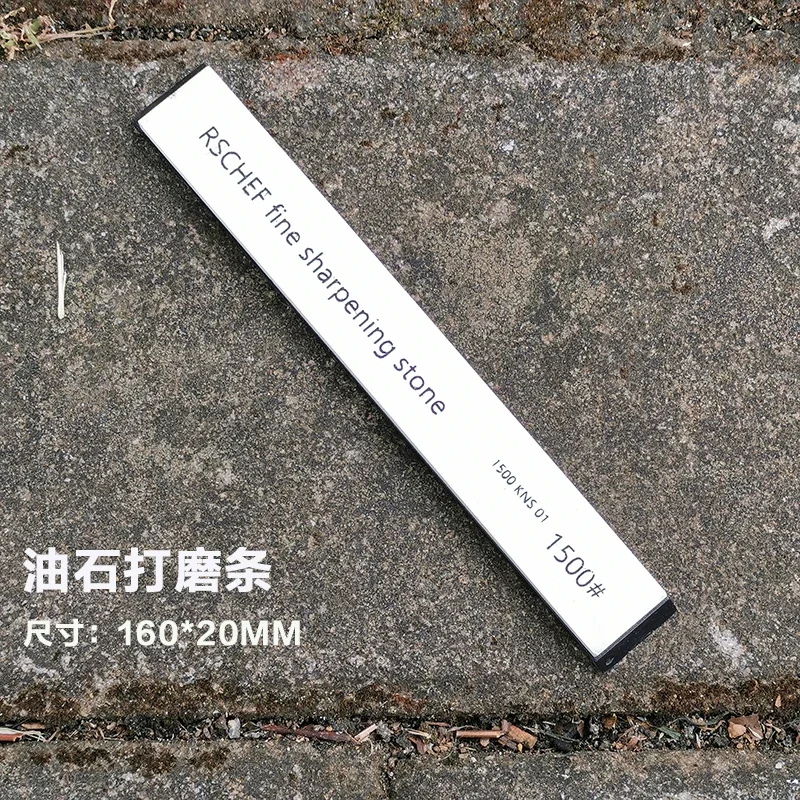 RSCHEF fine sharpening stone
1500 KNS 01
1500#
油石打磨条
尺寸：160*20MM